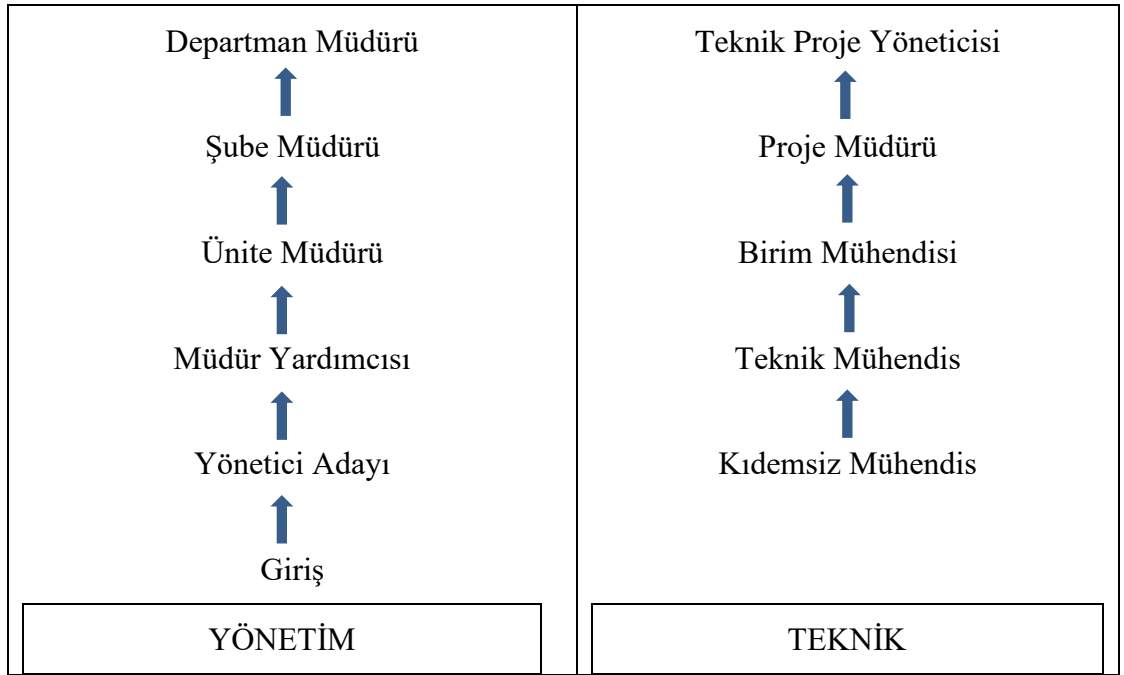 Departman Müdürü
Şube Müdürü
Ünite Müdürü
Müdür Yardımcısı
Yönetici Adayı
Giriş
YÖNETİM
Teknik Proje Yöneticisi
Proje Müdürü
Birim Mühendisi
Teknik Mühendis
Kıdemsiz Mühendis
TEKNİK